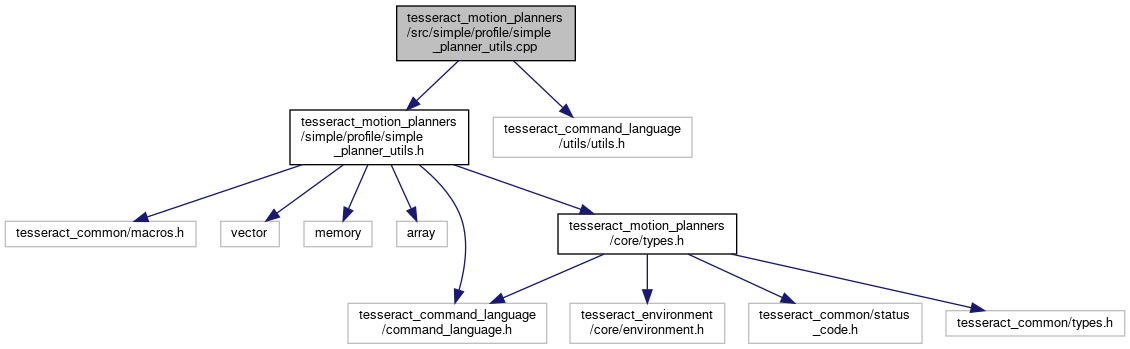 tesseract_motion_planners
/src/simple/profile/simple
_planner_utils.cpp
tesseract_motion_planners
/simple/profile/simple
_planner_utils.h
tesseract_command_language
/utils/utils.h
tesseract_common/macros.h
vector
memory
array
tesseract_motion_planners
/core/types.h
tesseract_command_language
/command_language.h
tesseract_environment
/core/environment.h
tesseract_common/status
_code.h
tesseract_common/types.h